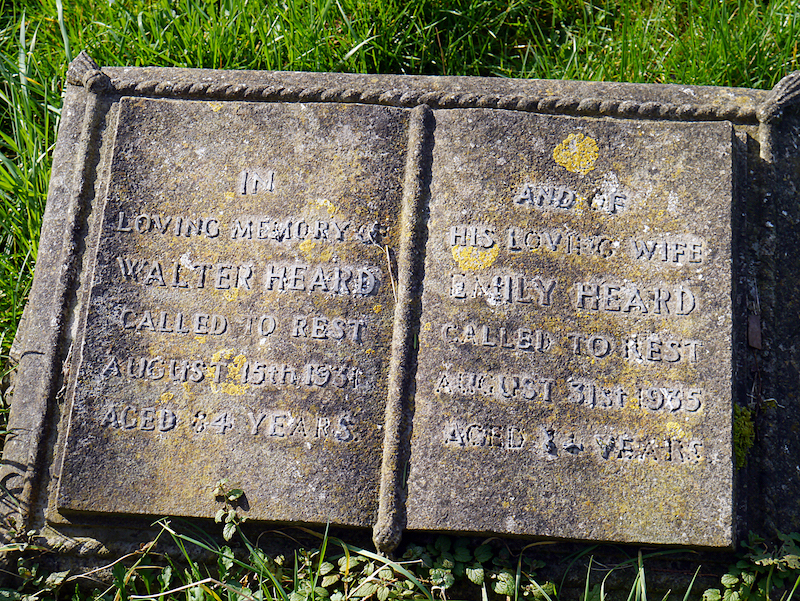 IN
LOVING MEMORY OF
WALTER HEARD
CALLED TO REST
AUGUST 15th 1931
AGED 84 YEARS.
AND OF
HIS LOVING WIFE
EMILY HEARD
CALLED TO REST
AUGUST 31st 1935
AGED 84 YEARS.